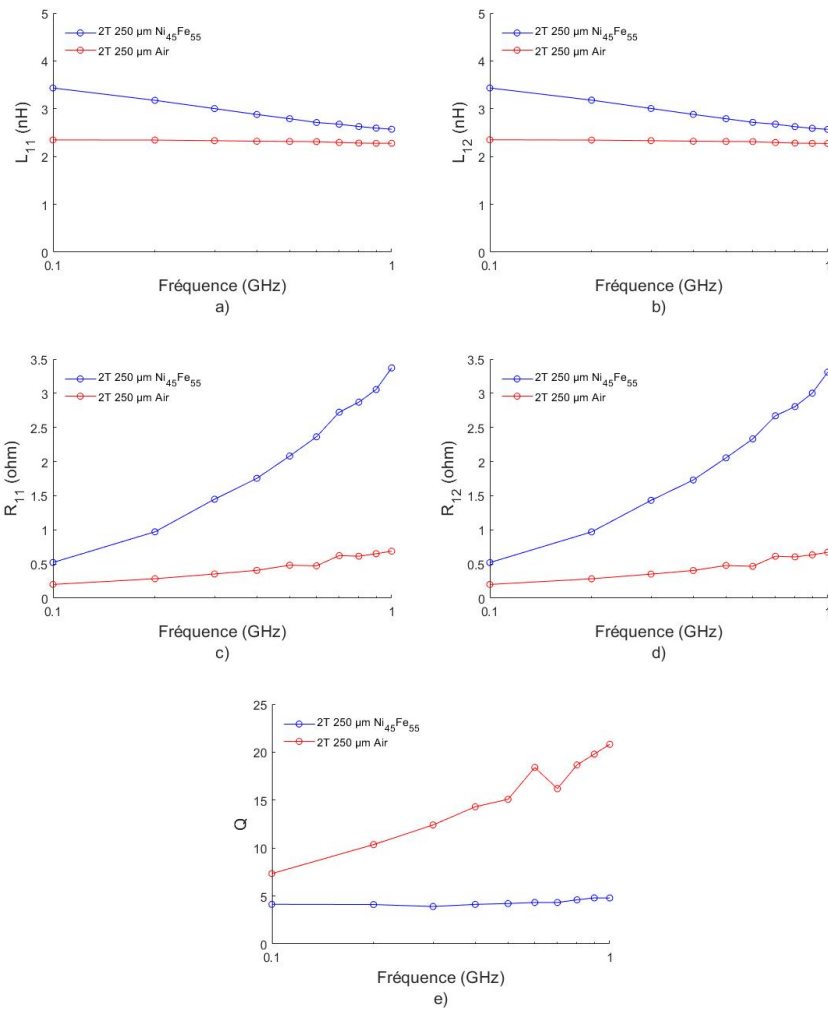 5
4
3
2
1
0
L11 (nH)
2T 250 µm Ni45Fe55
2T 250 µm Air
0.1
1
Fréquence (GHz)
a)
5
4
3
2
1
0
L12 (nH)
2T 250 µm Ni45Fe55
2T 250 µm Air
0.1
1
Fréquence (GHz)
b)
3.5
3
2.5
2
1.5
1
0.5
0
R11 (ohm)
2T 250 µm Ni45Fe55
2T 250 µm Air
0.1
1
Fréquence (GHz)
c)
3.5
3
2.5
2
1.5
1
0.5
0
R12 (ohm)
2T 250 µm Ni45Fe55
2T 250 µm Air
0.1
1
Fréquence (GHz)
d)
25
20
15
10
5
0
Q
2T 250 µm Ni45Fe55
2T 250 µm Air
0.1
1
Fréquence (GHz)
e)